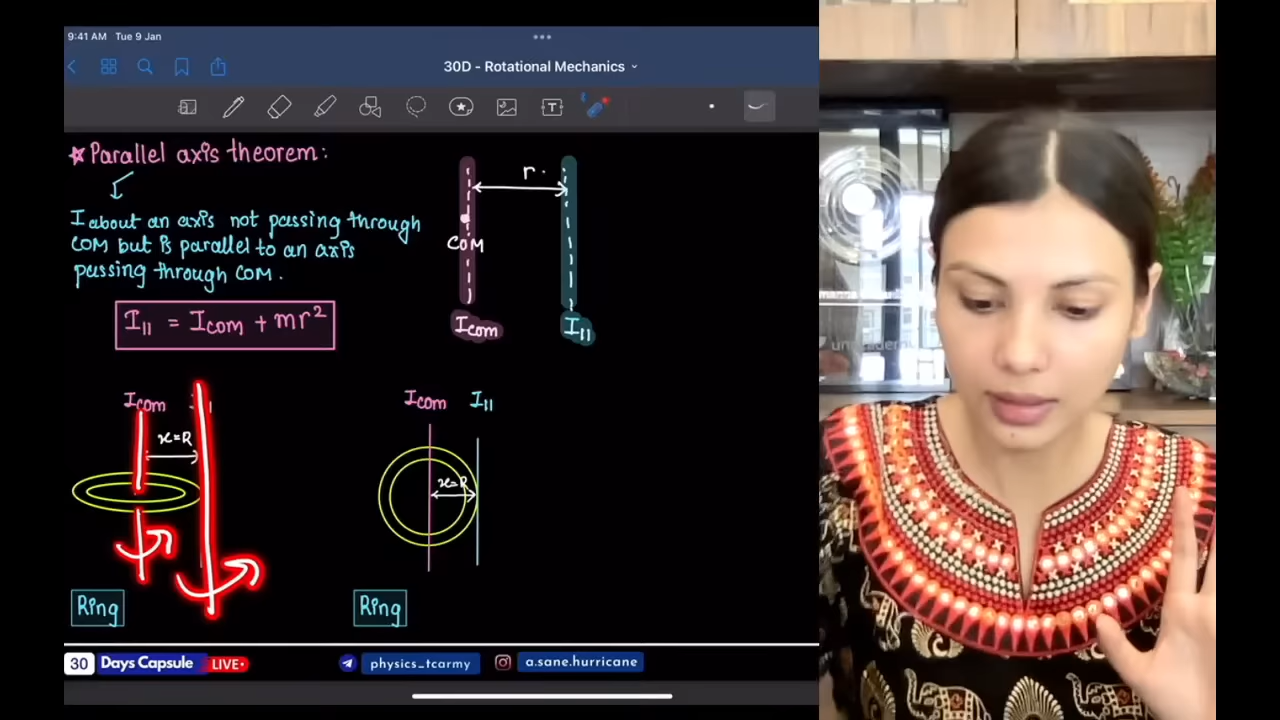 9:41 AM Tue 9 Jan
30D - Rotational Mechanics
★ Parallel axis theorem:
I about an axis not passing through
COM but is parallel to an axis
passing through COM.
I|| = Icom + mr²
r.
COM
Icom
I||
Icom
x=R
Ring
Icom I||
x=R
Ring
30 Days Capsule LIVE
physics_tcarmy
a.sane.hurricane